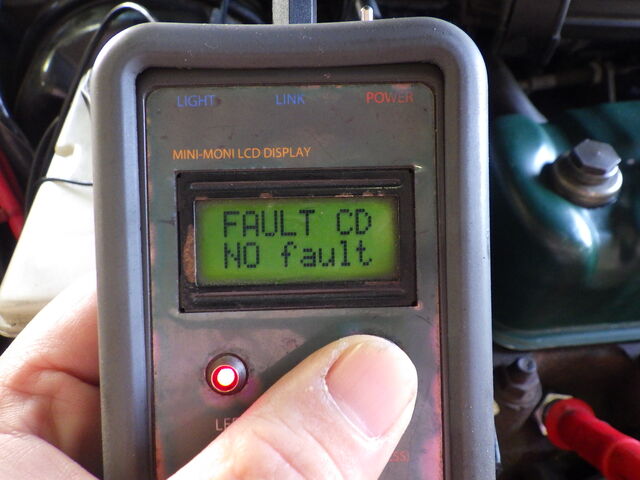 LIGHT LINK POWER
MINI-MONI LCD DISPLAY
FAULT CD
NO fault